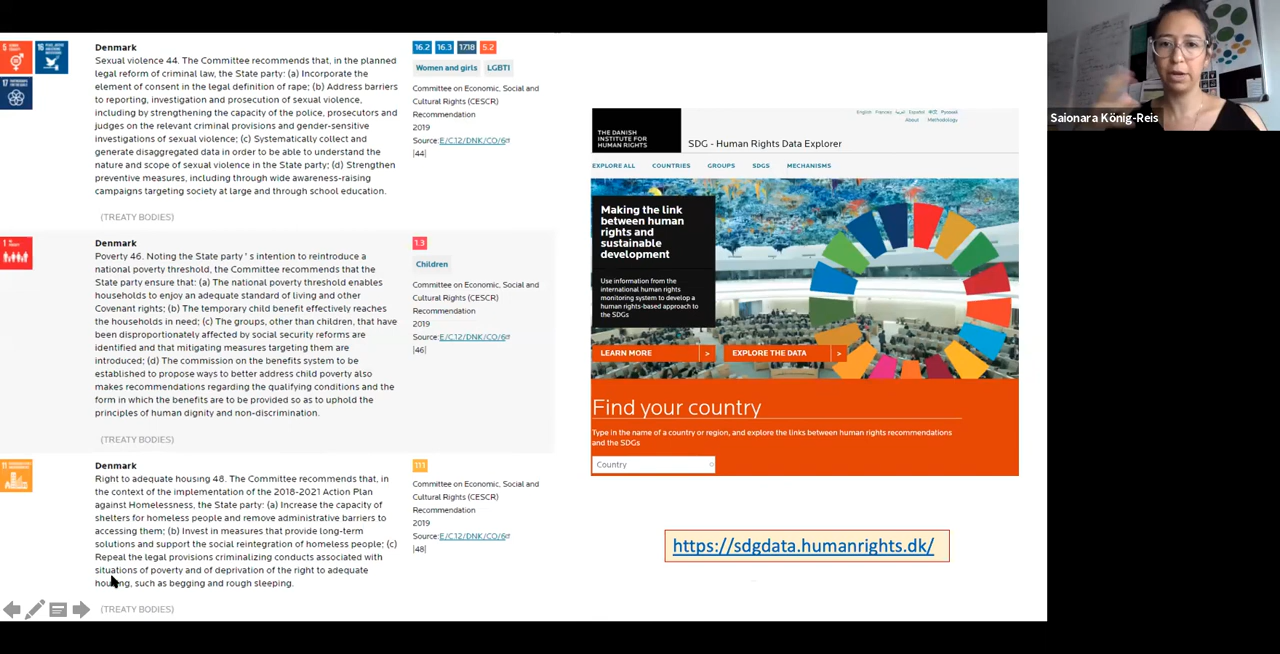 Denmark
Sexual violence 44. The Committee recommends that, in the planned
legal reform of criminal law, the State party: (a) Incorporate the
element of consent in the legal definition of rape; (b) Address barriers
to reporting, investigation and prosecution of sexual violence,
including by strengthening the capacity of the police, prosecutors and
judges on the relevant criminal provisions and gender-sensitive
investigations of sexual violence; (c) Systematically collect and
generate disaggregated data in order to be able to understand the
nature and scope of sexual violence in the State party; (d) Strengthen
preventive measures, including through wide awareness-raising
campaigns targeting society at large and through school education.
(TREATY BODIES)
16.2 16.3 17.18 5.2
Women and girls LGBTI
Committee on Economic, Social and
Cultural Rights (CESCR)
Recommendation
2019
Source:E/C.12/DNK/CO/6
|44|
Denmark
Poverty 46. Noting the State party ' s intention to reintroduce a
national poverty threshold, the Committee recommends that the
State party ensure that: (a) The national poverty threshold enables
households to enjoy an adequate standard of living and other
Covenant rights; (b) The temporary child benefit effectively reaches
the households in need; (c) The groups, other than children, that have
been disproportionately affected by social security reforms are
identified and that mitigating measures targeting them are
introduced; (d) The commission on the benefits system to be
established to propose ways to better address child poverty also
makes recommendations regarding the qualifying conditions and the
form in which the benefits are to be provided so as to uphold the
principles of human dignity and non-discrimination.
(TREATY BODIES)
1.3
Children
Committee on Economic, Social and
Cultural Rights (CESCR)
Recommendation
2019
Source:E/C.12/DNK/CO/6
|46|
Denmark
Right to adequate housing 48. The Committee recommends that, in
the context of the implementation of the 2018-2021 Action Plan
against Homelessness, the State party: (a) Increase the capacity of
shelters for homeless people and remove administrative barriers to
accessing them; (b) Invest in measures that provide long-term
solutions and support the social reintegration of homeless people; (c)
Repeal the legal provisions criminalizing conducts associated with
situations of poverty and of deprivation of the right to adequate
housing, such as begging and rough sleeping.
(TREATY BODIES)
11.1
Committee on Economic, Social and
Cultural Rights (CESCR)
Recommendation
2019
Source:E/C.12/DNK/CO/6
|48|
THE DANISH
INSTITUTE FOR
HUMAN RIGHTS
English Français Español
About Methodology
SDG - Human Rights Data Explorer
EXPLORE ALL COUNTRIES GROUPS SDGS MECHANISMS
Making the link
between human
rights and
sustainable
development
Use information from the
international human rights
monitoring system to develop a
human rights-based approach to
the SDGs
LEARN MORE > EXPLORE THE DATA >
Find your country
Type in the name of a country or region, and explore the links between human rights recommendations
and the SDGs
Country
https://sdgdata.humanrights.dk/
Saionara König-Reis